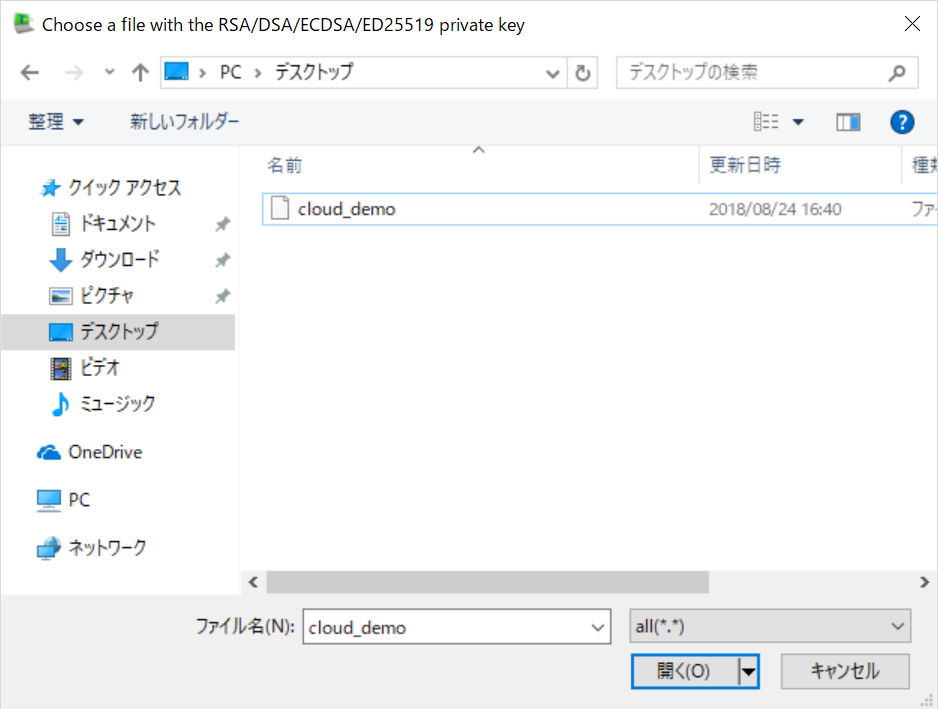 Choose a file with the RSA/DSA/ECDSA/ED25519 private key
PC
デスクトップ
デスクトップの検索
整理
新しいフォルダー
名前
更新日時
種類
クイック アクセス
ドキュメント
ダウンロード
ピクチャ
デスクトップ
ビデオ
ミュージック
OneDrive
PC
ネットワーク
cloud_demo
2018/08/24 16:40
ファ
ファイル名(N):
cloud_demo
all(*.*)
開く(O)
キャンセル